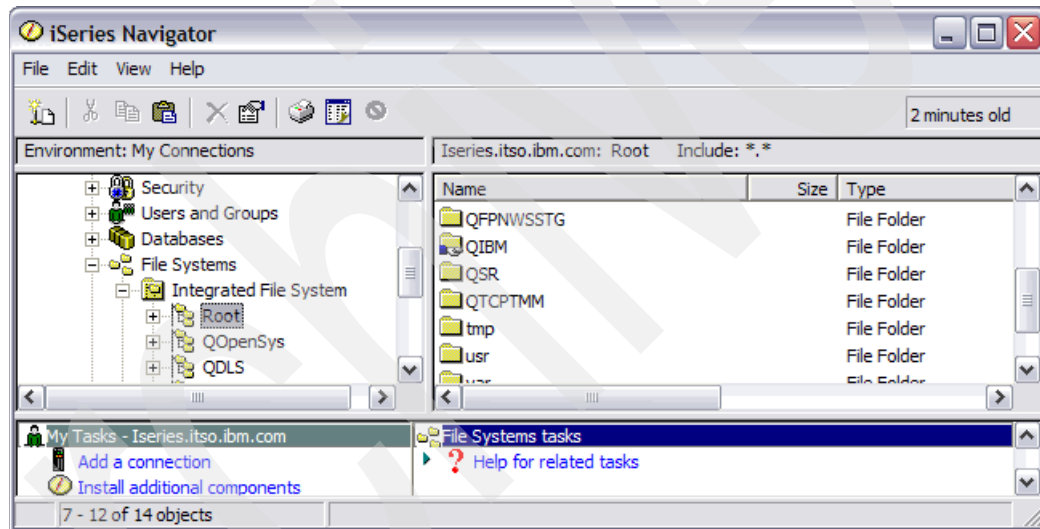 iSeries Navigator
File Edit View Help
2 minutes old
Environment: My Connections
Iseries.itso.ibm.com: Root Include: *.*
Security
Users and Groups
Databases
File Systems
Integrated File System
Root
QOpenSys
QDLS
Name Size Type
QFPNWSSTG File Folder
QIBM File Folder
QSR File Folder
QTCPTMM File Folder
tmp File Folder
usr File Folder
var File Folder
My Tasks - Iseries.itso.ibm.com
Add a connection
Install additional components
File Systems tasks
Help for related tasks
7 - 12 of 14 objects